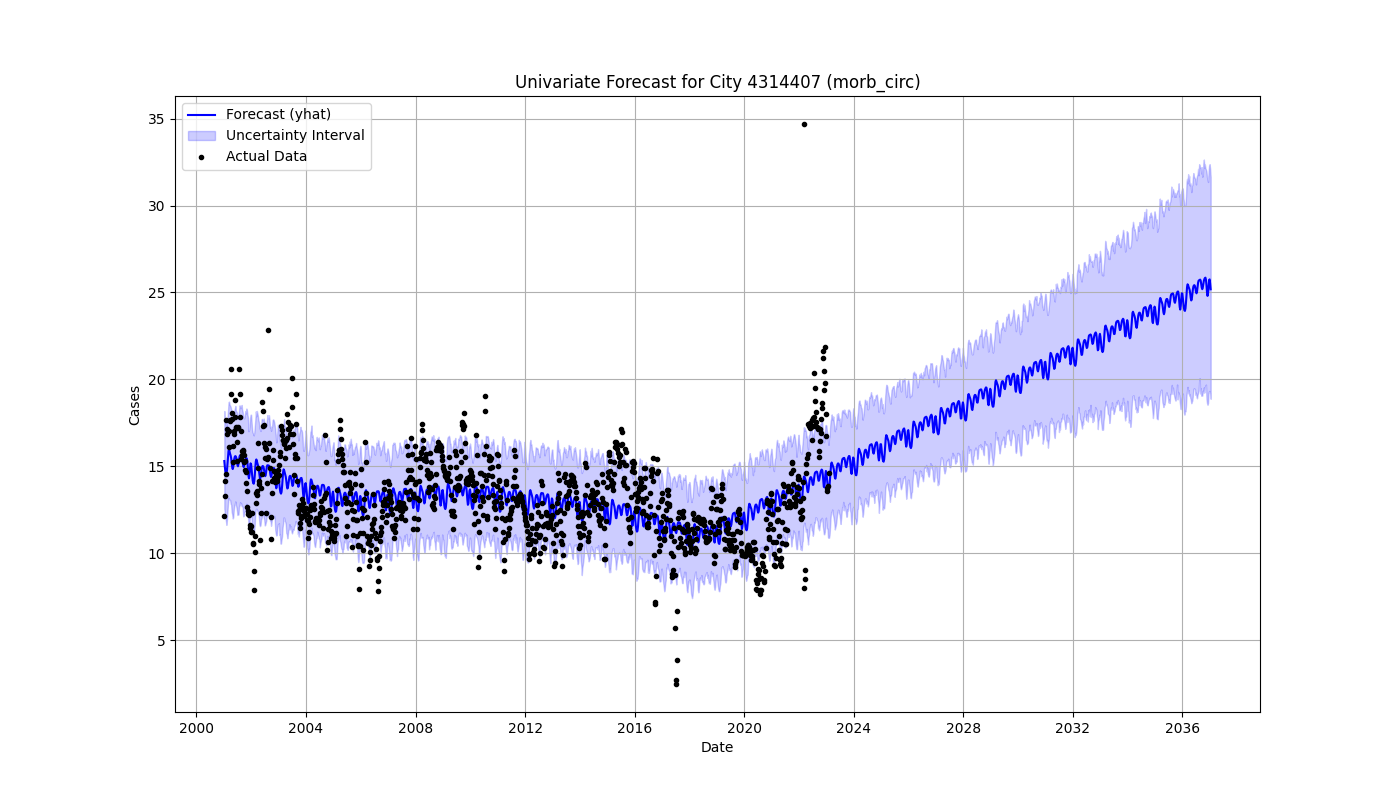 Univariate Forecast for City 4314407 (morb_circ)
Forecast (yhat)
Uncertainty Interval
Actual Data
35
30
25
20
15
10
5
Cases
2000 2004 2008 2012 2016 2020 2024 2028 2032 2036
Date